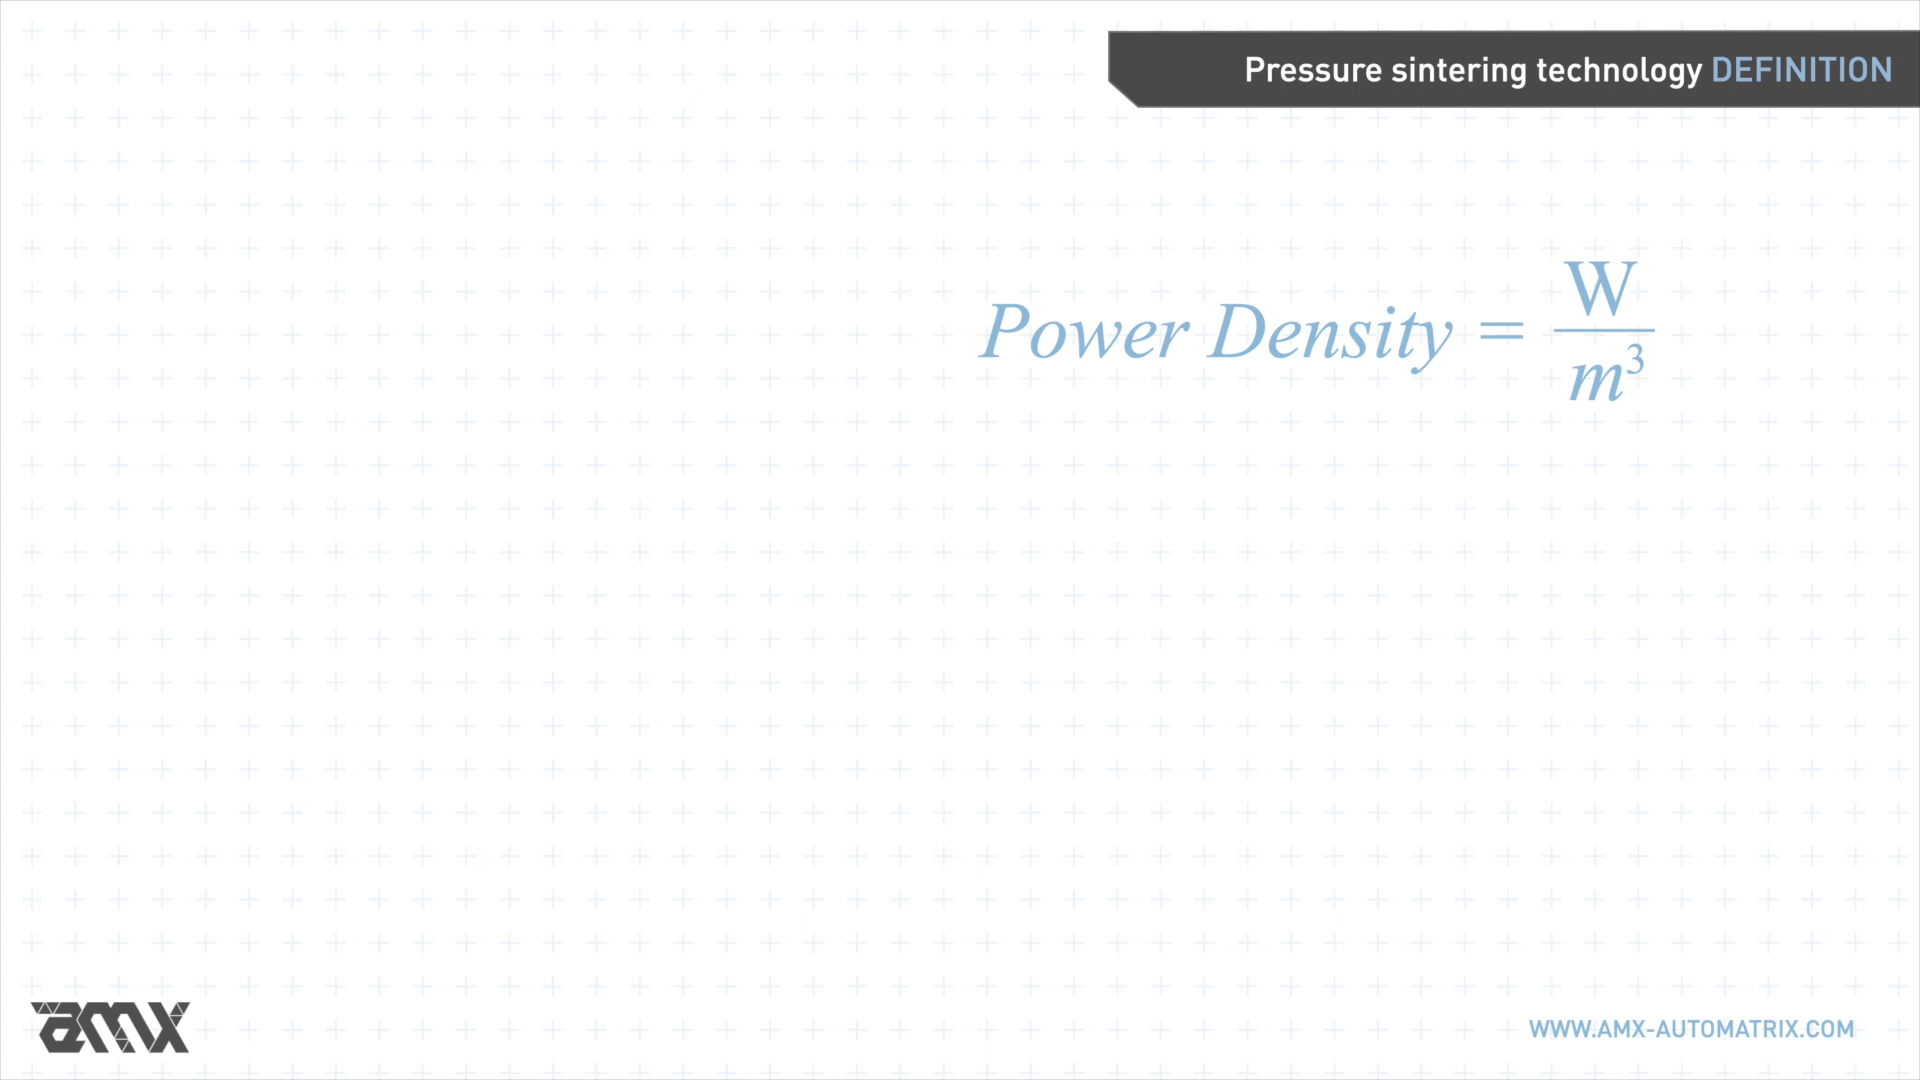 Pressure sintering technology DEFINITION
Power Density = W / m³
amx
WWW.AMX-AUTOMATRIX.COM